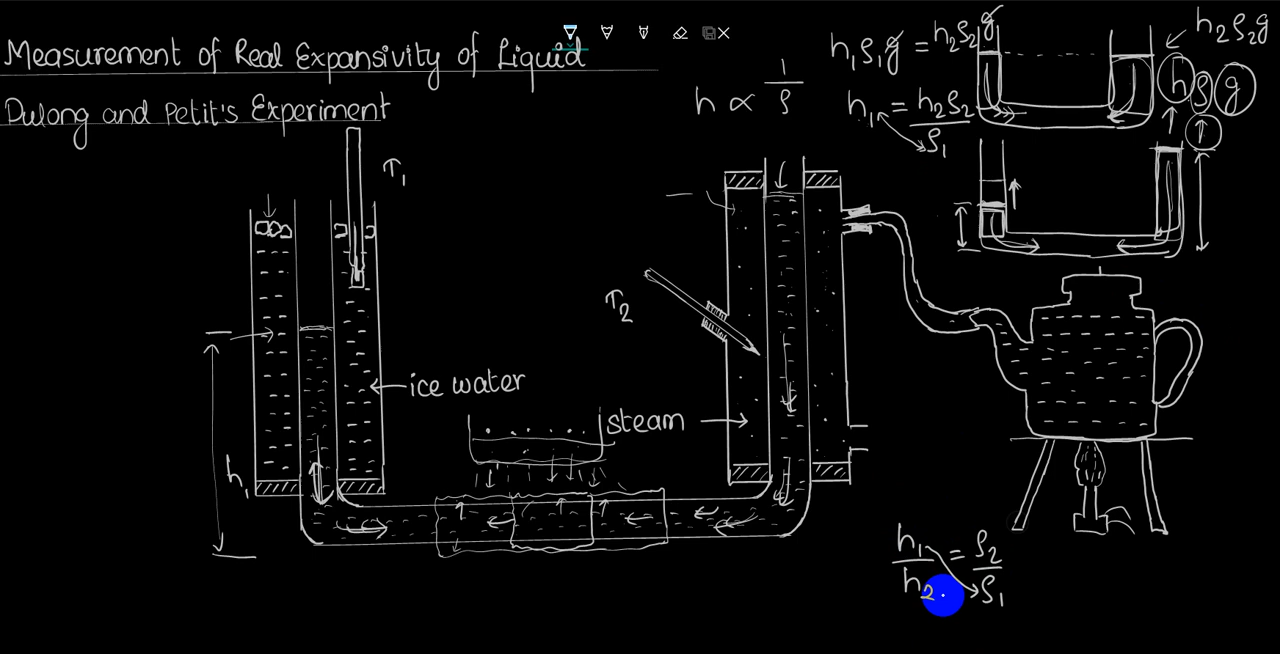 Measurement of Real Expansivity of Liquid
Dulong and Petit's Experiment
h ∝ 1/ρ
h₁ρ₁g = h₂ρ₂g
h₁ = h₂ρ₂/ρ₁
h₂ρ₂g
hρg
T₁
T₂
ice water
steam
h₁
h₁/h₂ = ρ₂/ρ₁